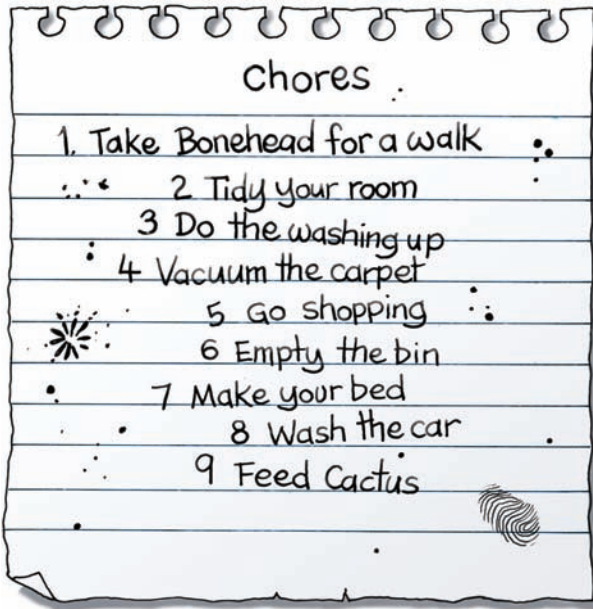 Chores
1. Take Bonehead for a walk
2 Tidy your room
3 Do the washing up
4 Vacuum the carpet
5 Go shopping
6 Empty the bin
7 Make your bed
8 Wash the car
9 Feed Cactus